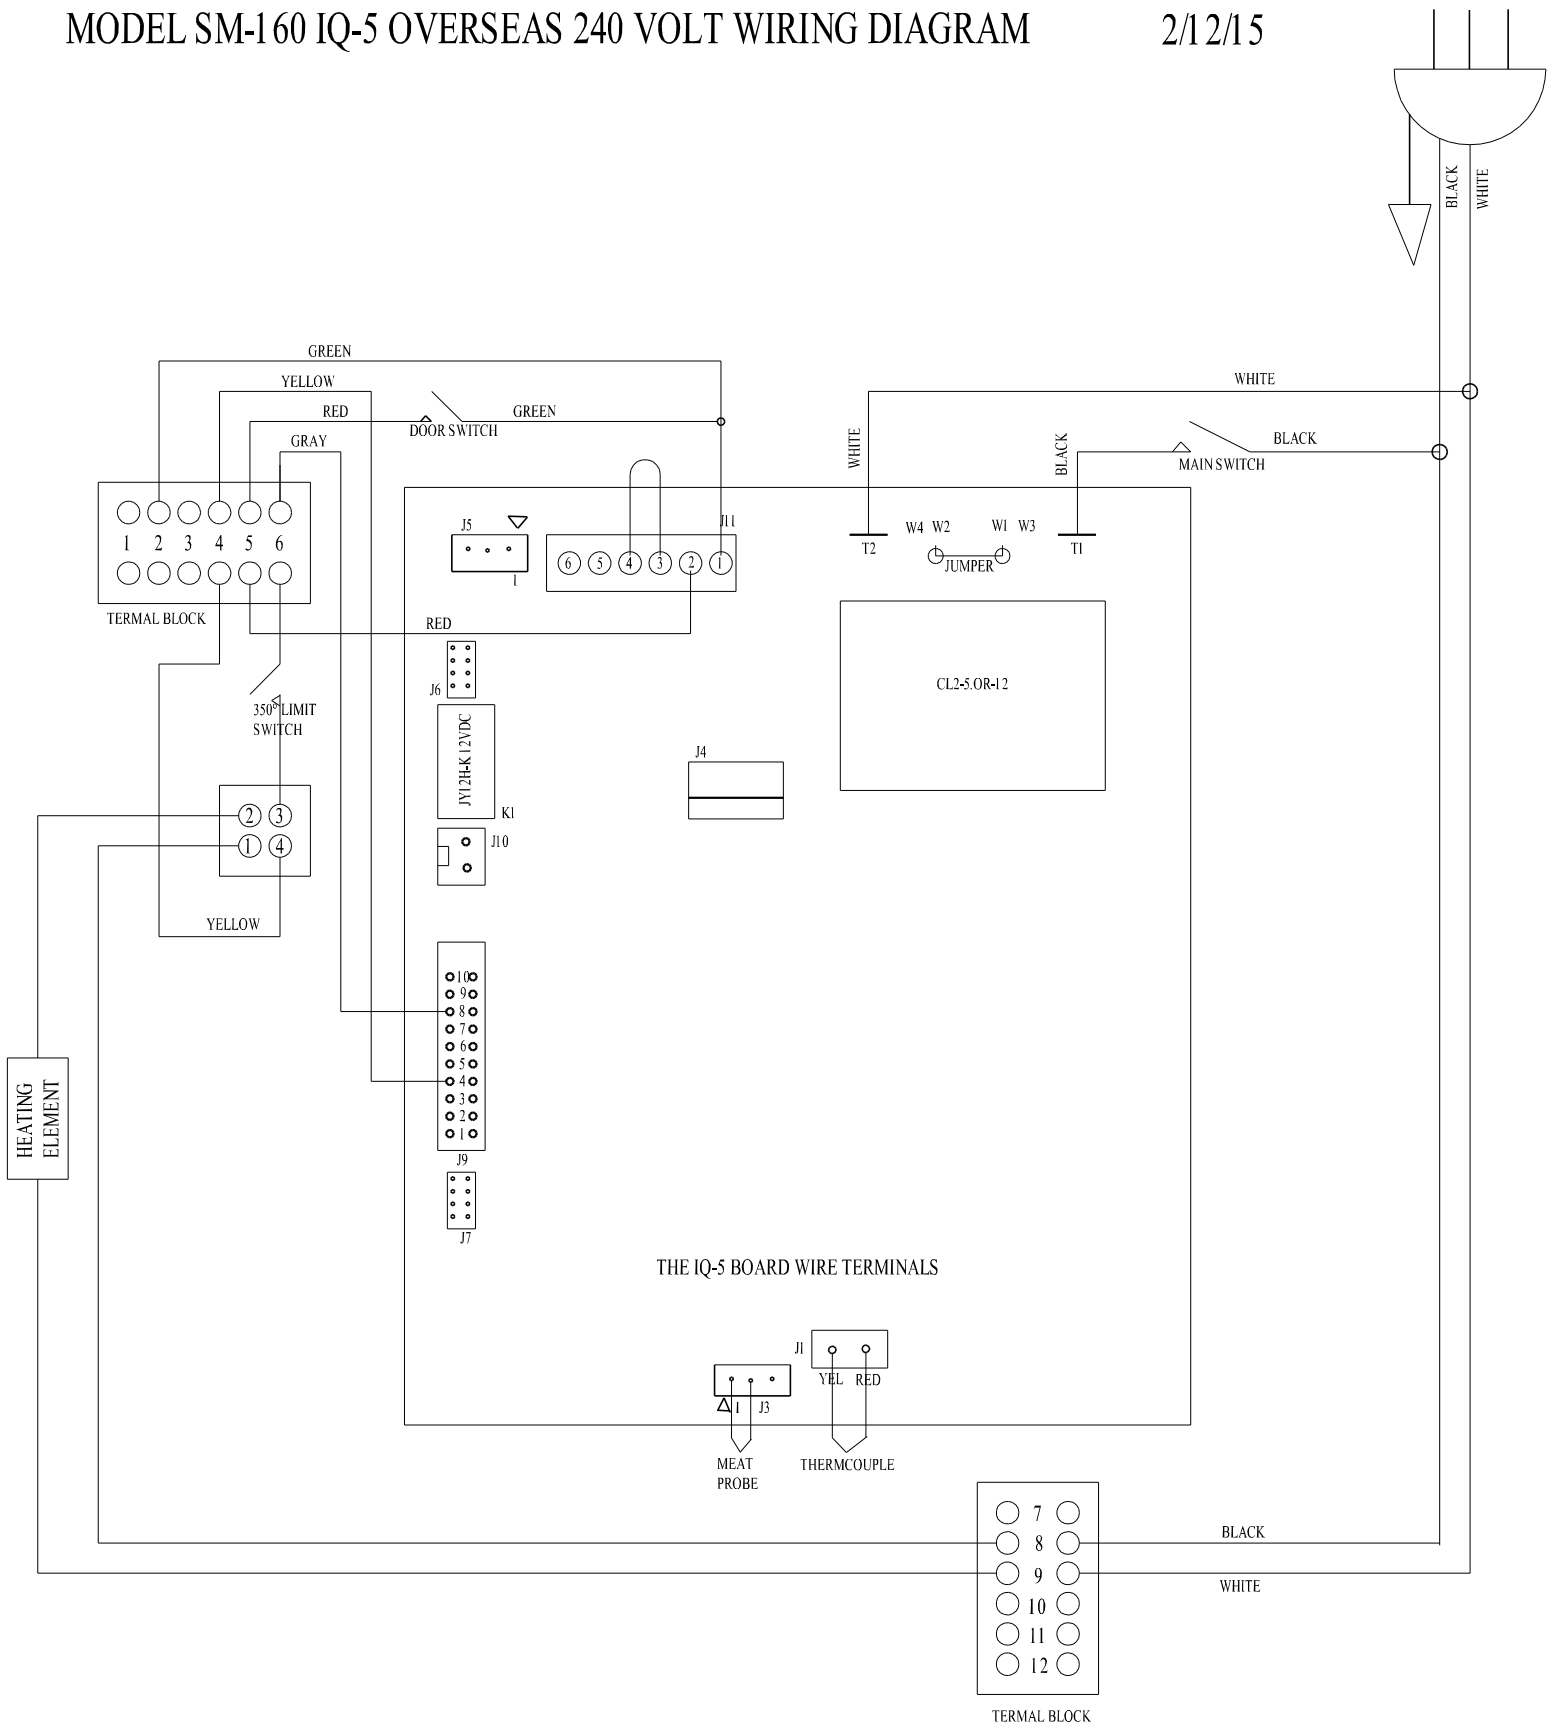 MODEL SM-160 IQ-5 OVERSEAS 240 VOLT WIRING DIAGRAM 2/12/15
BLACK
WHITE
GREEN
YELLOW
RED
DOOR SWITCH
GREEN
GRAY
WHITE
WHITE
BLACK
BLACK
MAIN SWITCH
1 2 3 4 5 6
TERMAL BLOCK
J5
1
J11
6 5 4 3 2 1
T2
W4 W2 W1 W3
JUMPER
T1
RED
J6
CL2-5.OR-12
350° LIMIT
SWITCH
JY12H-K 12VDC
K1
J4
2 3
1 4
J10
YELLOW
10
9
8
7
6
5
4
3
2
1
J9
HEATING
ELEMENT
J7
THE IQ-5 BOARD WIRE TERMINALS
J1
YEL RED
1 J3
MEAT
PROBE
THERMCOUPLE
7
8
9
10
11
12
BLACK
WHITE
TERMAL BLOCK